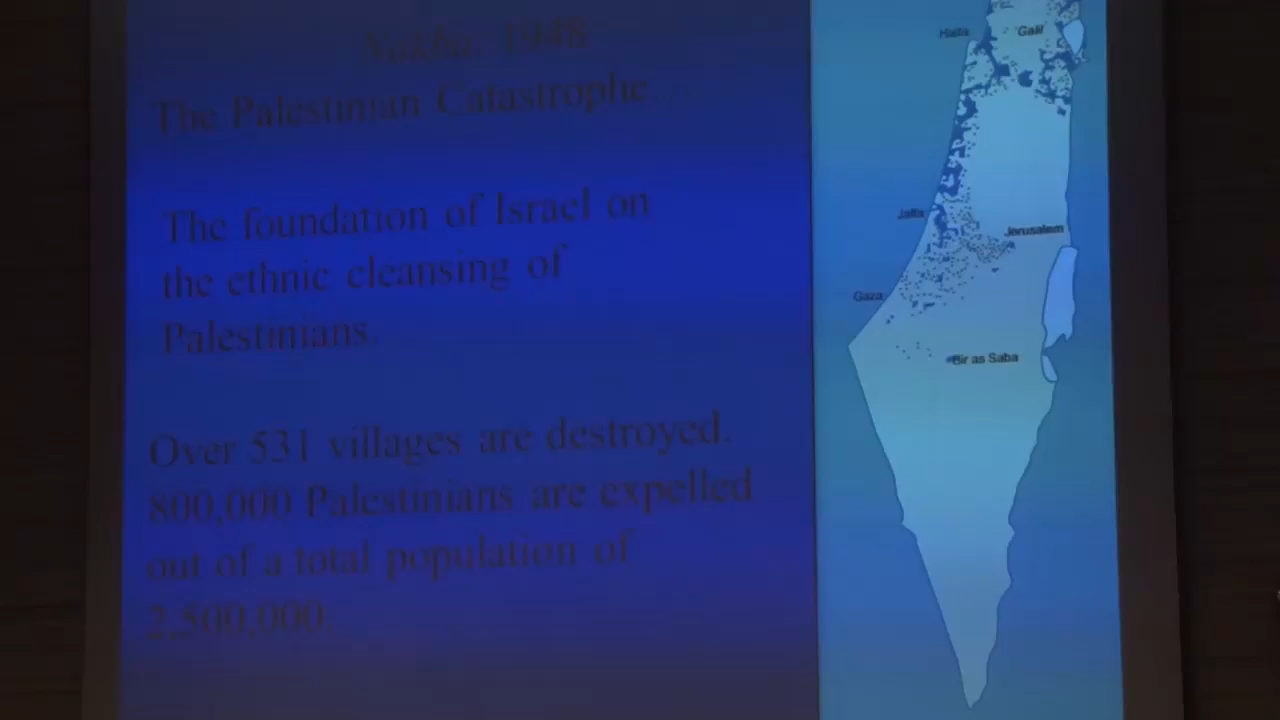 Nakba, 1948
The Palestinian Catastrophe.
The foundation of Israel on
the ethnic cleansing of
Palestinians.
Over 531 villages are destroyed.
800,000 Palestinians are expelled
out of a total population of
2,500,000
Haifa
Galil
Jaffa
Jerusalem
Gaza
Bir as Saba